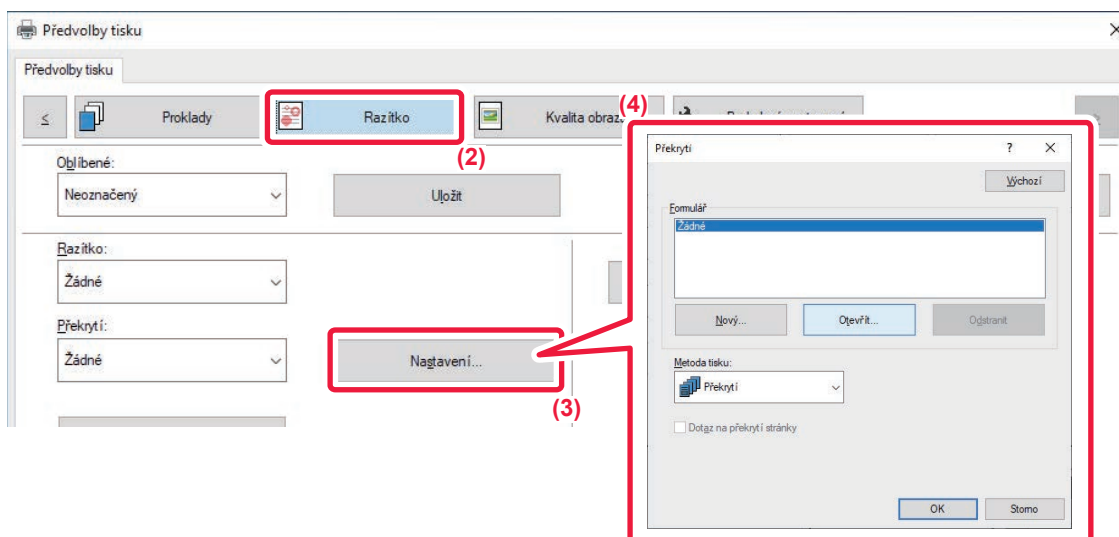 Předvolby tisku
Předvolby tisku
≤ Proklady Razítko Kvalita
(4)
(2)
Oblíbené:
Neoznačený Uložit
Razítko:
Žádné
Překrytí:
Žádné Nastavení...
(3)
Překrytí ?
Výchozí
Formulář
Žádné
Nový... Otevřít... Odstranit
Metoda tisku:
Překrytí
Dotaz na překrytí stránky
OK Storno